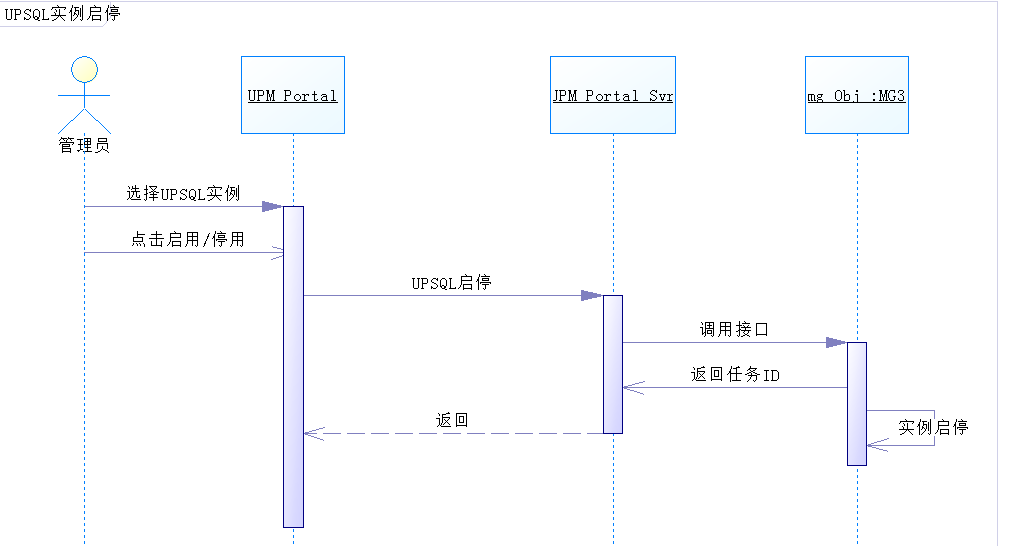 UPSQL实例启停
UPM Portal
JPM Portal Svr
mg Obj :MG3
管理员
选择UPSQL实例
点击启用/停用
UPSQL启停
调用接口
返回任务ID
返回
实例启停